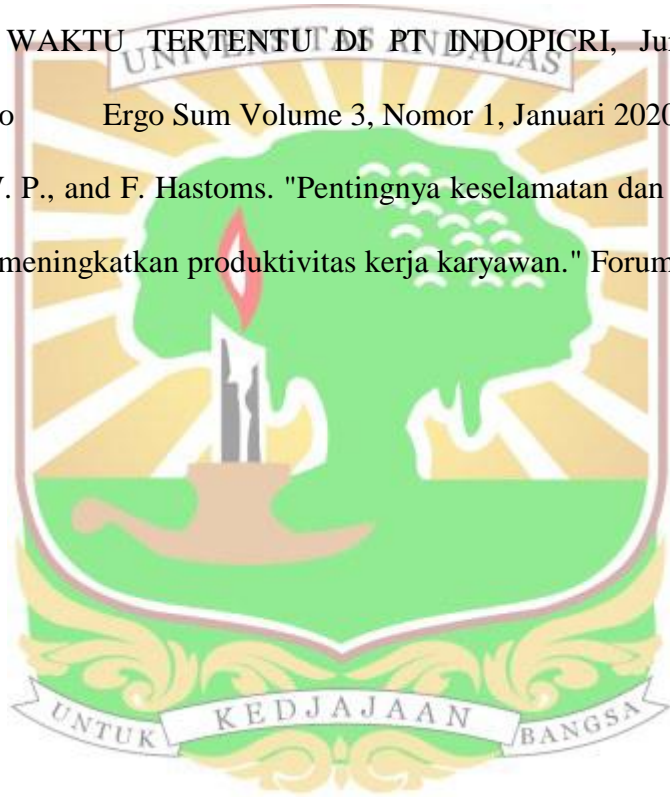 WAKTU TERTENTU DI PT INDOPICRI, Ju
UNIVERSITAS ANDALAS
o Ergo Sum Volume 3, Nomor 1, Januari 2020
. P., and F. Hastoms. "Pentingnya keselamatan dan
meningkatkan produktivitas kerja karyawan." Forum
UNTUK KEDJAJAAN BANGSA